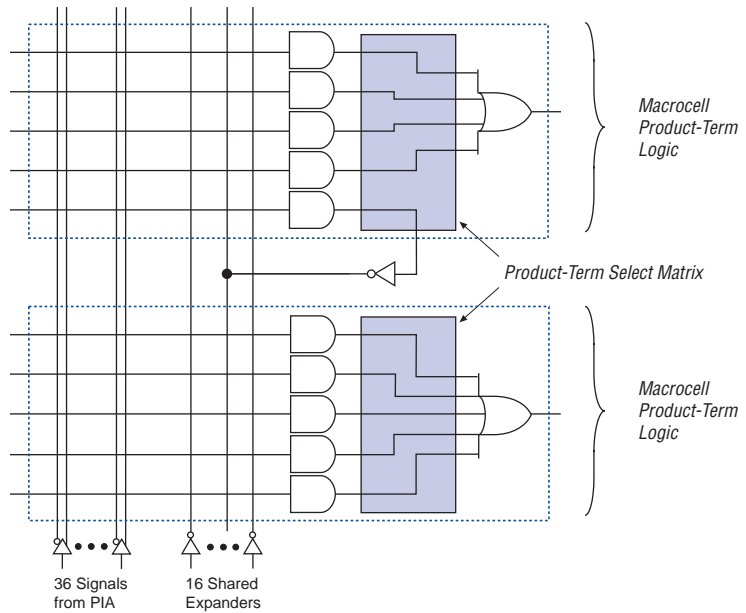 Macrocell
Product-Term
Logic
Product-Term Select Matrix
Macrocell
Product-Term
Logic
36 Signals
from PIA
16 Shared
Expanders